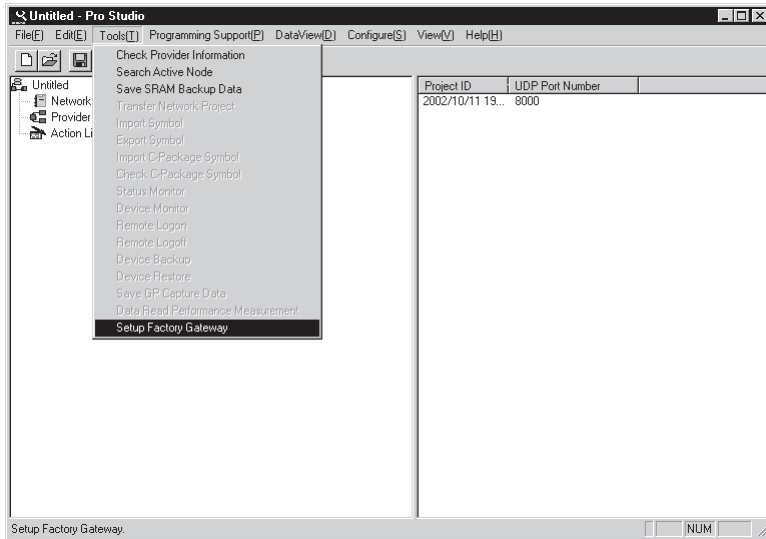 Untitled - Pro Studio
File(F) Edit(E) Tools(T) Programming Support(P) DataView(D) Configure(S) View(V) Help(H)
Check Provider Information
Search Active Node
Save SRAM Backup Data
Transfer Network Project
Import Symbol
Export Symbol
Import C-Package Symbol
Check C-Package Symbol
Status Monitor
Device Monitor
Remote Logon
Remote Logoff
Device Backup
Device Restore
Save GP Capture Data
Data Read Performance Measurement
Setup Factory Gateway
Untitled
Network
Provider
Action Li
Project ID UDP Port Number
2002/10/11 19... 8000
Setup Factory Gateway.
NUM